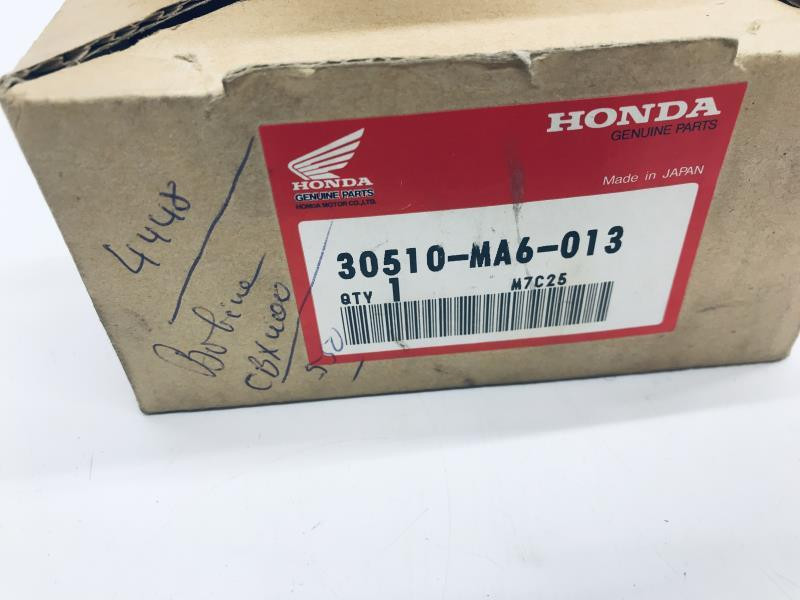 HONDA
GENUINE PARTS
Made in JAPAN
HONDA
GENUINE PARTS
HONDA MOTOR CO.,LTD.
30510-MA6-013
QTY 1 M7C25
4448
Bobine
CBX400
550